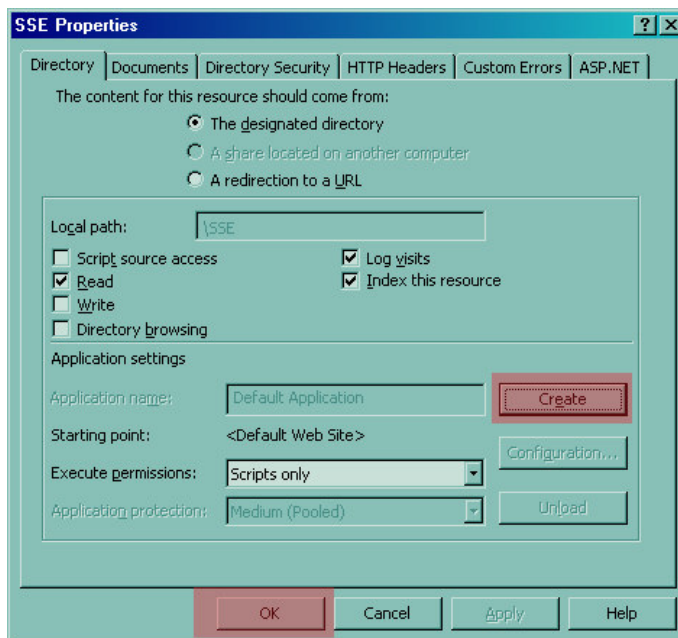 SSE Properties
Directory Documents Directory Security HTTP Headers Custom Errors ASP.NET
The content for this resource should come from:
The designated directory
A share located on another computer
A redirection to a URL
Local path: \SSE
Script source access Log visits
Read Index this resource
Write
Directory browsing
Application settings
Application name: Default Application Create
Starting point: <Default Web Site>
Configuration...
Execute permissions: Scripts only
Application protection: Medium (Pooled) Unload
OK Cancel Apply Help